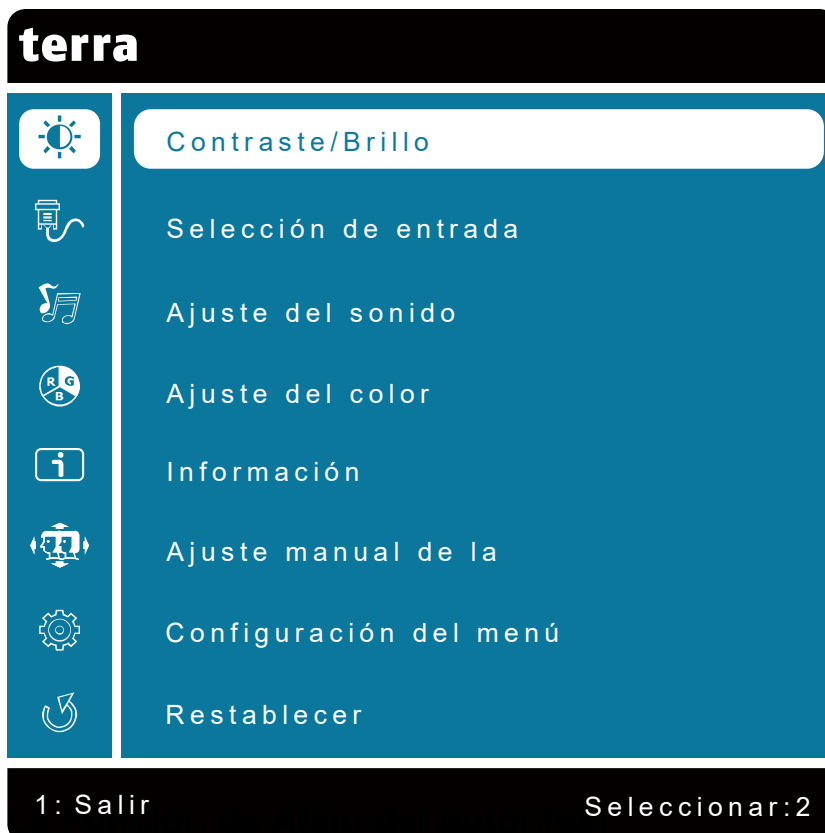 terra
Contraste/Brillo
Selección de entrada
Ajuste del sonido
R G B
Ajuste del color
i
Información
Ajuste manual de la
Configuración del menú
Restablecer
1: Salir
Seleccionar:2